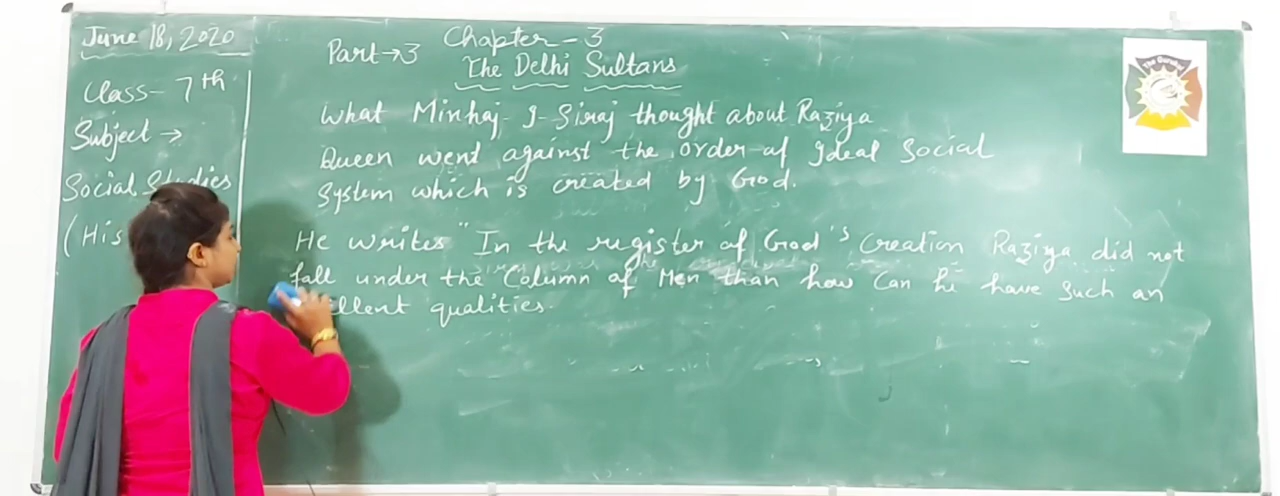 June 18, 2020
Class- 7th
Subject →
Social Studies
(His
Part→3 Chapter-3
The Delhi Sultans
What Minhaj-I-Siraj thought about Raziya
Queen went against the order of Ideal Social
System which is created by God.
He writes "In the register of God's Creation Raziya did not
fall under the Column of Men than how Can he have Such an
ellent qualities.